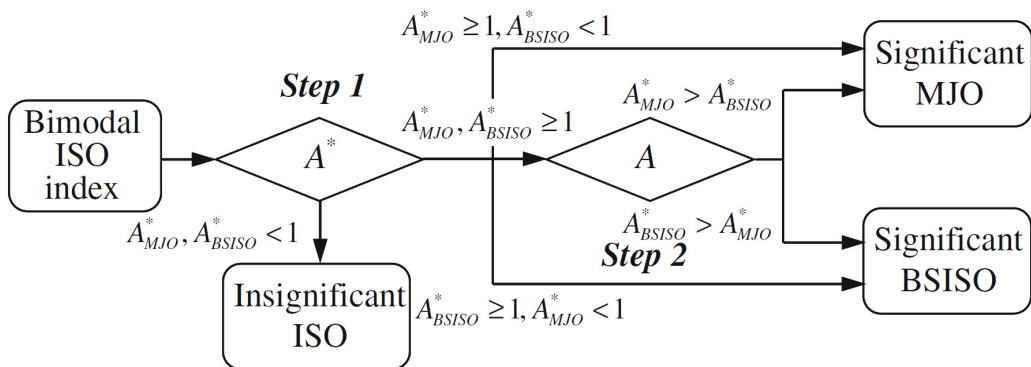 A*MJO ≥ 1, A*BSISO < 1
Significant
MJO
Step 1
A*MJO > A*BSISO
A*MJO, A*BSISO ≥ 1
Bimodal
ISO
index
A*
A
A*MJO, A*BSISO < 1
A*BSISO > A*MJO
Step 2
Significant
BSISO
Insignificant
ISO
A*BSISO ≥ 1, A*MJO < 1